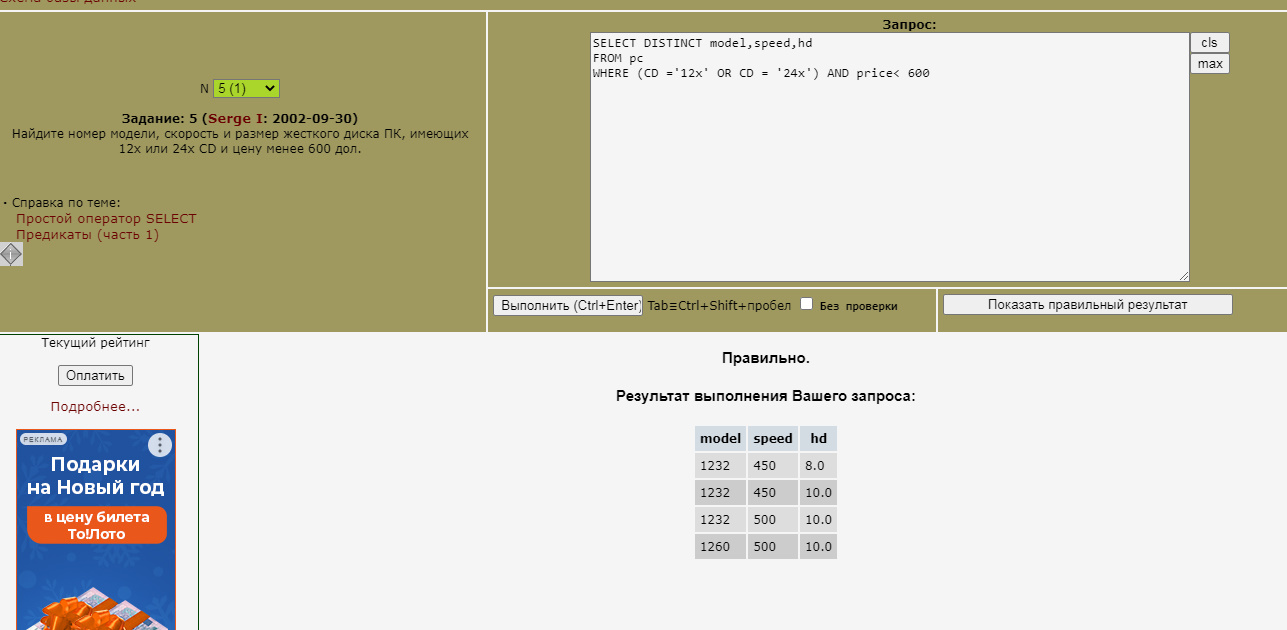 Схема базы данных
N 5 (1)
Задание: 5 (Serge I: 2002-09-30)
Найдите номер модели, скорость и размер жесткого диска ПК, имеющих
12x или 24x CD и цену менее 600 дол.
· Справка по теме:
Простой оператор SELECT
Предикаты (часть 1)
Запрос:
SELECT DISTINCT model,speed,hd
FROM pc
WHERE (CD ='12x' OR CD = '24x') AND price< 600
cls
max
Выполнить (Ctrl+Enter) Tab≡Ctrl+Shift+пробел Без проверки
Показать правильный результат
Текущий рейтинг
Оплатить
Подробнее...
РЕКЛАМА
Подарки
на Новый год
в цену билета
То!Лото
Правильно.
Результат выполнения Вашего запроса:
model speed hd
1232 450 8.0
1232 450 10.0
1232 500 10.0
1260 500 10.0